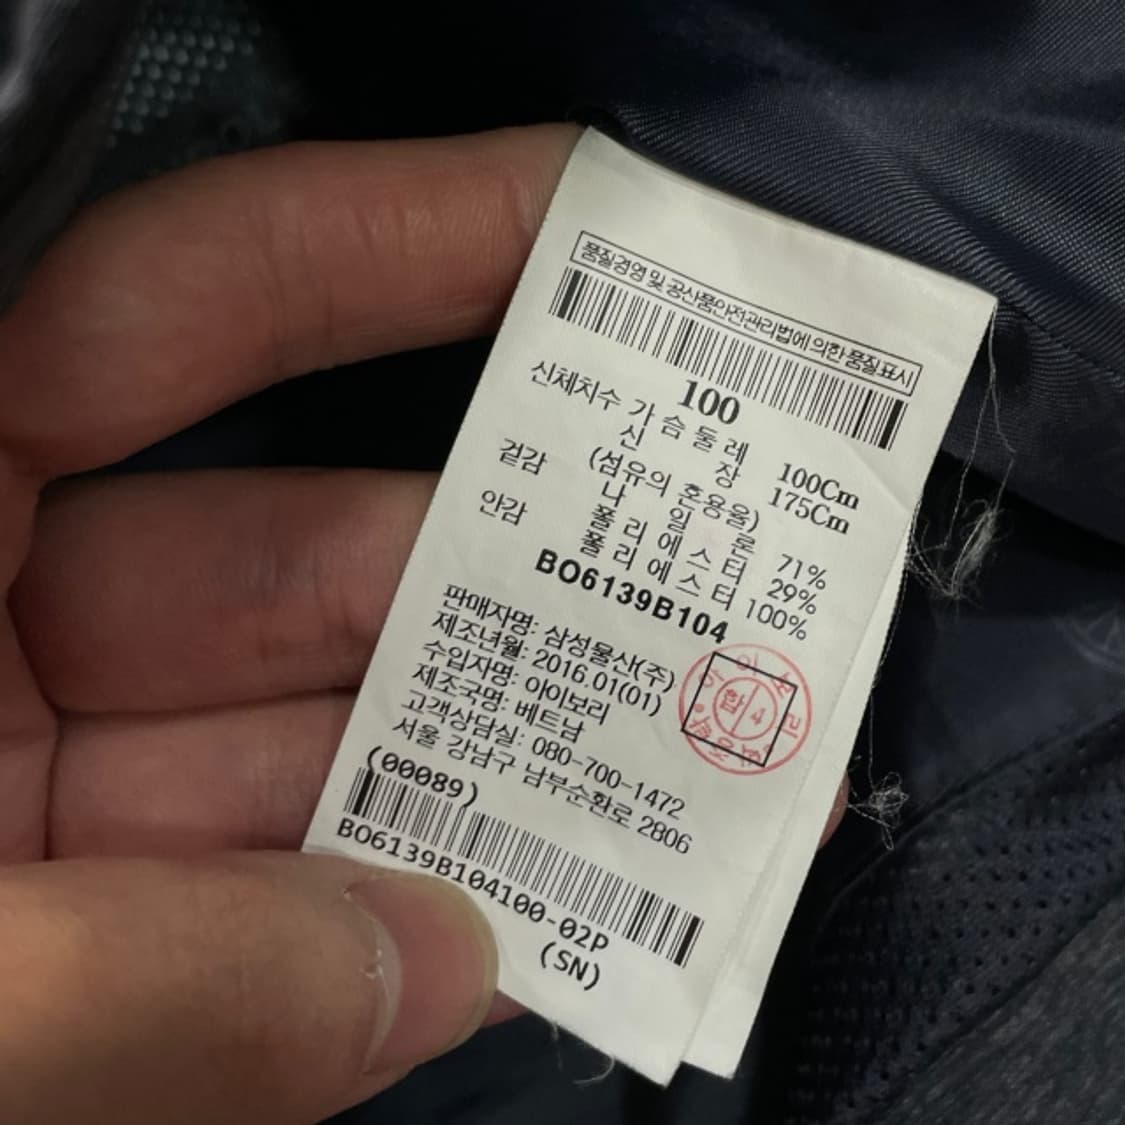 품질경영 및 공산품안전관리법에 의한 품질표시
100
신체치수 가슴둘레 100Cm
신장 175Cm
(섬유의 혼용율)
겉감 나일론 71%
폴리에스터 29%
안감 폴리에스터 100%
BO6139B104
판매자명: 삼성물산(주)
제조년월: 2016.01(01)
수입자명: 아이보리
제조국명: 베트남
고객상담실: 080-700-1472
서울 강남구 남부순환로 2806
(00089)
BO6139B104100-02P
(SN)
합 4